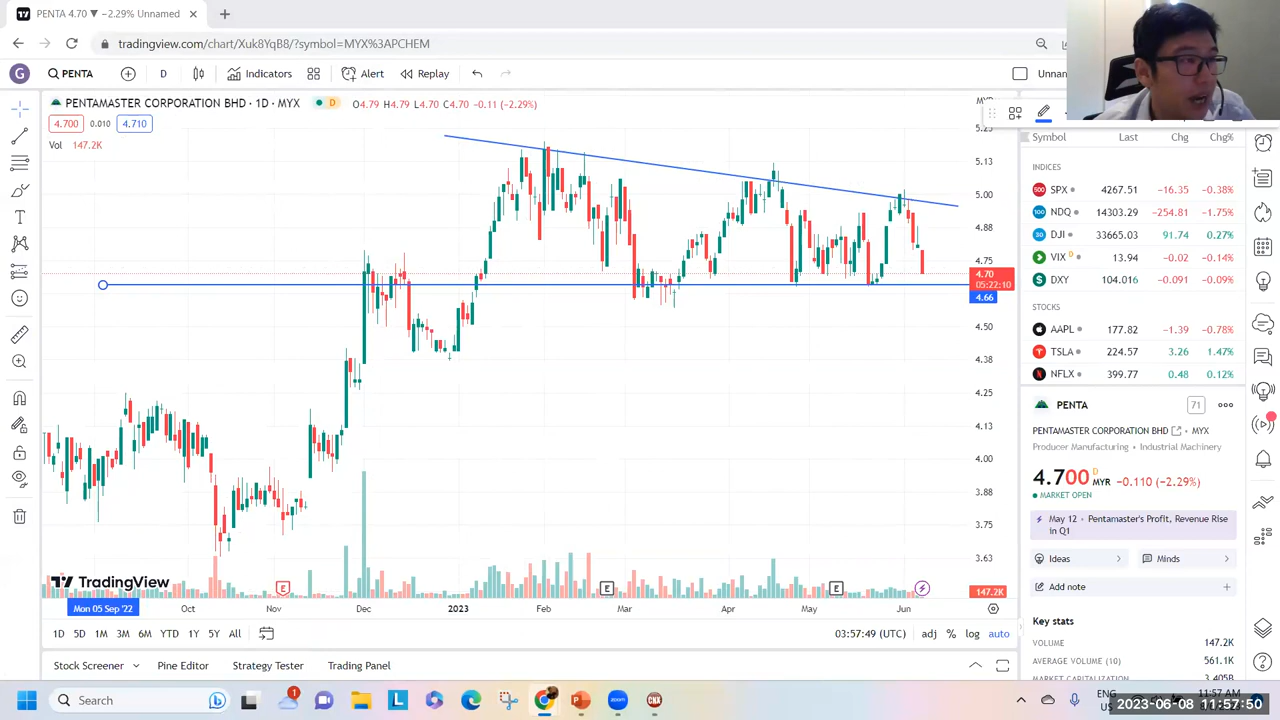 PENTA 4.70 ▼ −2.29% Unnamed
tradingview.com/chart/Xuk8YqB8/?symbol=MYX%3APCHEM
G
PENTA
D
Indicators
Alert
Replay
Unnam
PENTAMASTER CORPORATION BHD · 1D · MYX
D
O4.79 H4.79 L4.70 C4.70 −0.11 (−2.29%)
4.700
0.010
4.710
Vol 147.2K
5.13
5.00
4.88
4.75
4.70
05:22:10
4.66
4.50
4.38
4.25
4.13
4.00
3.88
3.75
3.63
147.2K
TradingView
E
E
E
Mon 05 Sep '22
Oct
Nov
Dec
2023
Feb
Mar
Apr
May
Jun
1D 5D 1M 3M 6M YTD 1Y 5Y All
03:57:49 (UTC)
adj % log auto
Stock Screener
Pine Editor
Strategy Tester
Trading Panel
Symbol Last Chg Chg%
INDICES
SPX 4267.51 −16.35 −0.38%
NDQ 14303.29 −254.81 −1.75%
DJI 33665.03 91.74 0.27%
VIX D 13.94 −0.02 −0.14%
DXY 104.016 −0.091 −0.09%
STOCKS
AAPL 177.82 −1.39 −0.78%
TSLA 224.57 3.26 1.47%
NFLX 399.77 0.48 0.12%
PENTA
71
PENTAMASTER CORPORATION BHD • MYX
Producer Manufacturing • Industrial Machinery
4.700 D MYR −0.110 (−2.29%)
MARKET OPEN
May 12 • Pentamaster's Profit, Revenue Rise
in Q1
Ideas
Minds
Add note
Key stats
VOLUME 147.2K
AVERAGE VOLUME (10) 561.1K
3.405B
Search
1
zoom
ENG
US
11:57 AM
2023-06-08 11:57:50